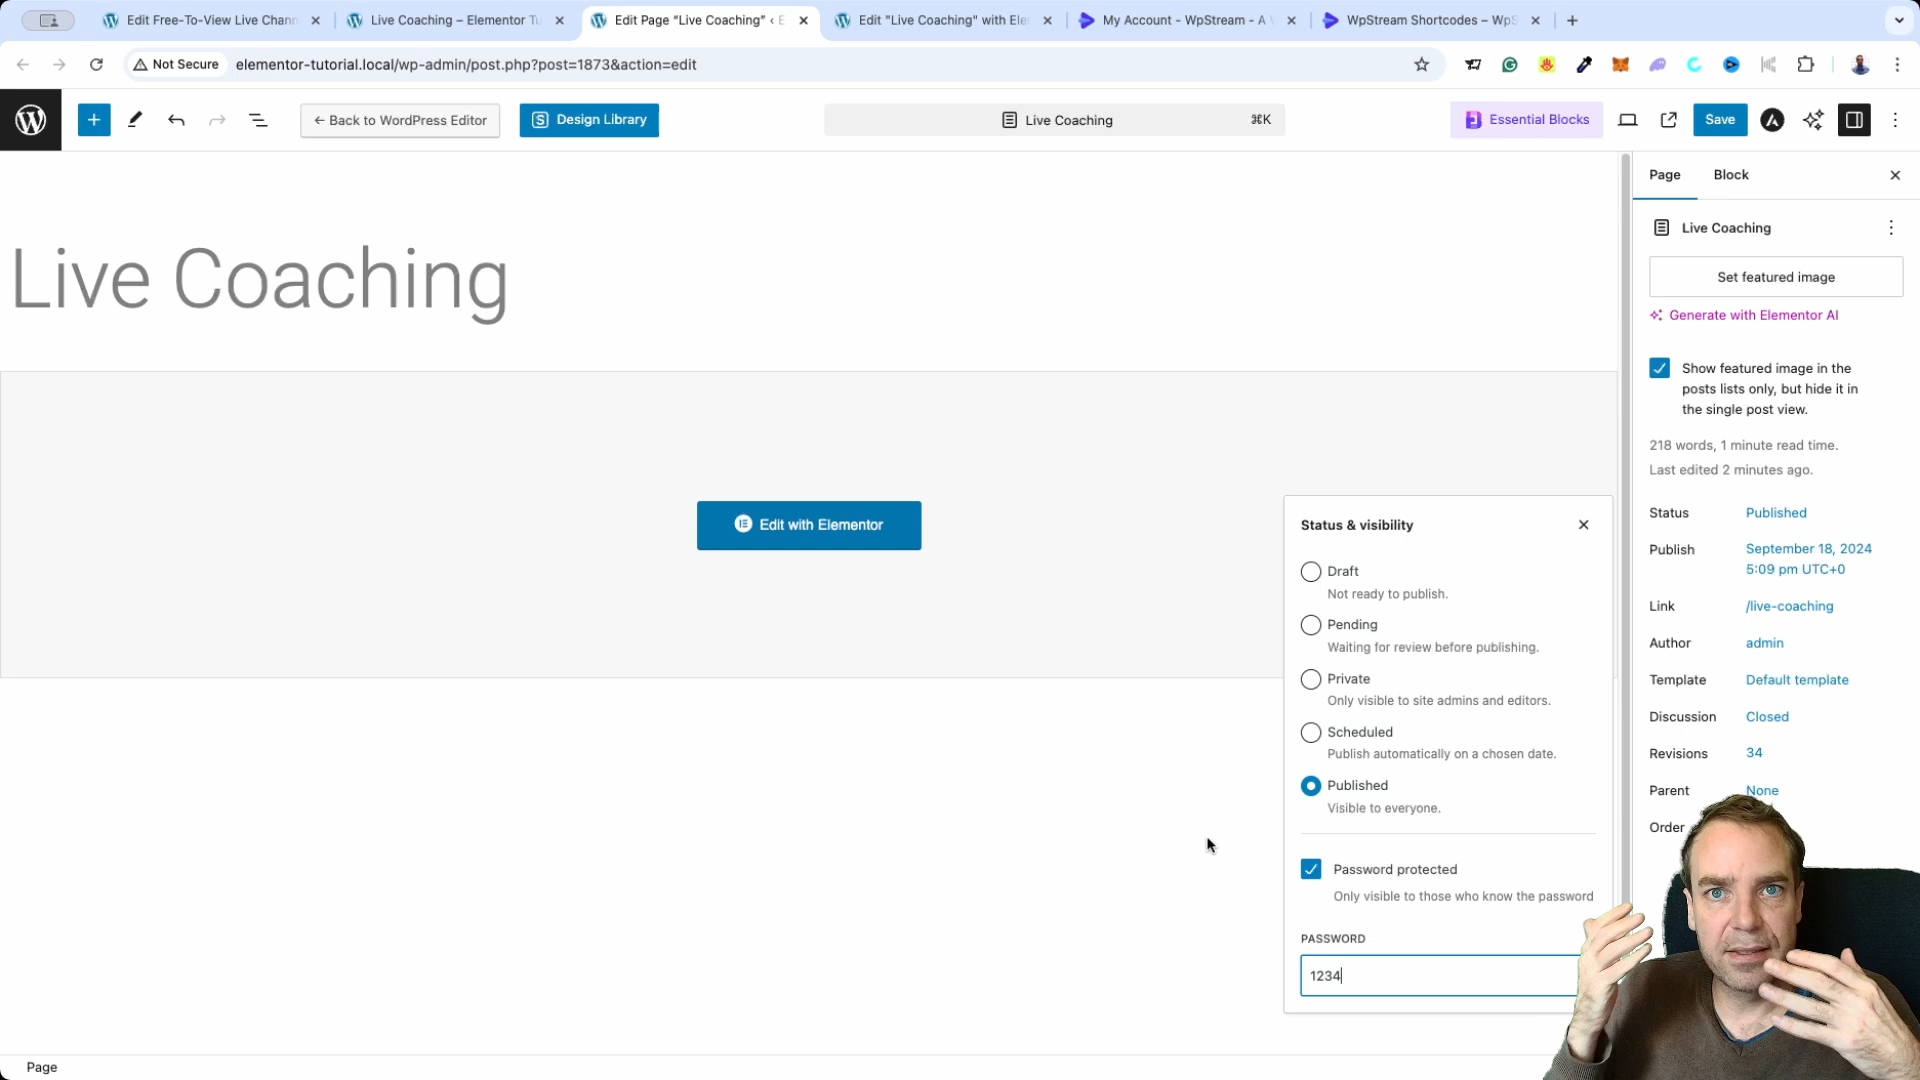 Edit Free-To-View Live Chann
Live Coaching – Elementor Tu
Edit Page "Live Coaching" ‹ E
Edit "Live Coaching" with Ele
My Account - WpStream - A
WpStream Shortcodes – WpS
Not Secure
elementor-tutorial.local/wp-admin/post.php?post=1873&action=edit
← Back to WordPress Editor
Design Library
Live Coaching
⌘K
Essential Blocks
Save
Page
Block
Live Coaching
Live Coaching
Set featured image
Generate with Elementor AI
Show featured image in the
posts lists only, but hide it in
the single post view.
218 words, 1 minute read time.
Last edited 2 minutes ago.
Status
Published
Publish
September 18, 2024
5:09 pm UTC+0
Link
/live-coaching
Author
admin
Template
Default template
Discussion
Closed
Revisions
34
Parent
None
Order
Edit with Elementor
Status & visibility
Draft
Not ready to publish.
Pending
Waiting for review before publishing.
Private
Only visible to site admins and editors.
Scheduled
Publish automatically on a chosen date.
Published
Visible to everyone.
Password protected
Only visible to those who know the password
PASSWORD
1234
Page